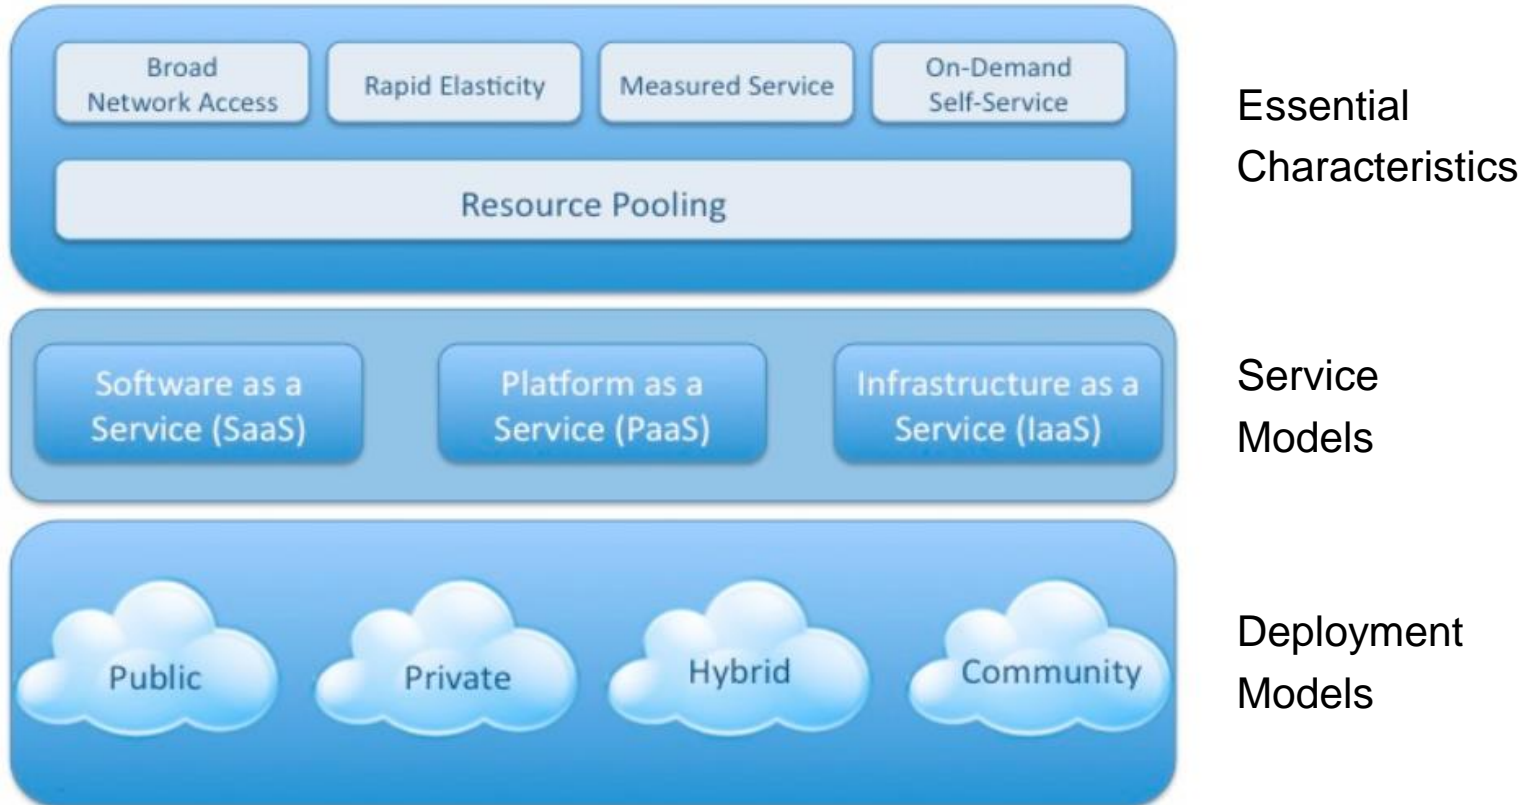 Broad
Network Access
Rapid Elasticity
Measured Service
On-Demand
Self-Service
Resource Pooling
Essential
Characteristics
Software as a
Service (SaaS)
Platform as a
Service (PaaS)
Infrastructure as a
Service (IaaS)
Service
Models
Public
Private
Hybrid
Community
Deployment
Models